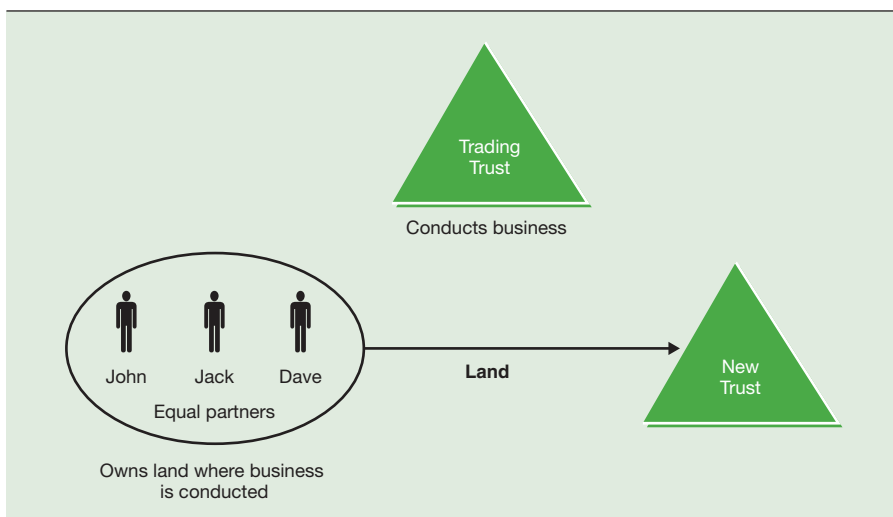 Trading
Trust
Conducts business
John Jack Dave
Equal partners
Owns land where business
is conducted
Land
New
Trust